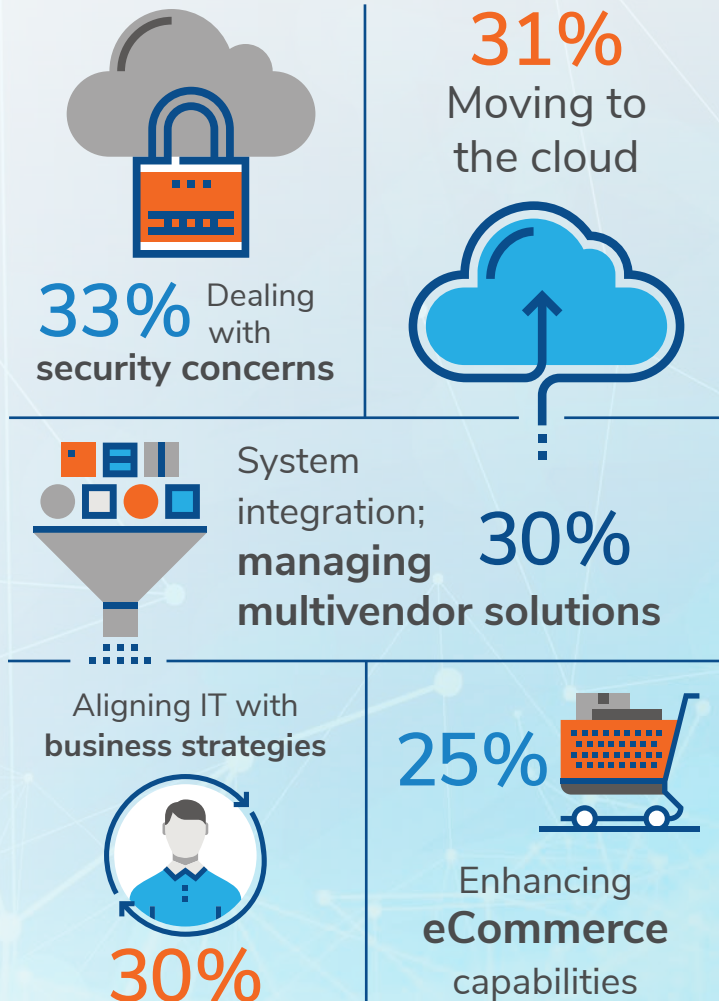 33% Dealing
with
security concerns
31%
Moving to
the cloud
System
integration;
managing 30%
multivendor solutions
Aligning IT with
business strategies
30%
25%
Enhancing
eCommerce
capabilities